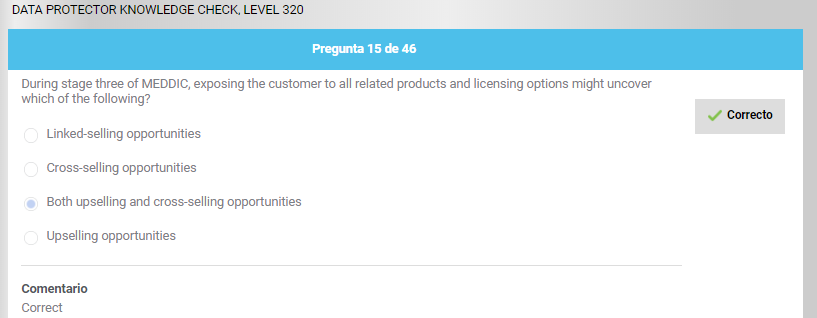 DATA PROTECTOR KNOWLEDGE CHECK, LEVEL 320
Pregunta 15 de 46
During stage three of MEDDIC, exposing the customer to all related products and licensing options might uncover
which of the following?
Correcto
Linked-selling opportunities
Cross-selling opportunities
Both upselling and cross-selling opportunities
Upselling opportunities
Comentario
Correct